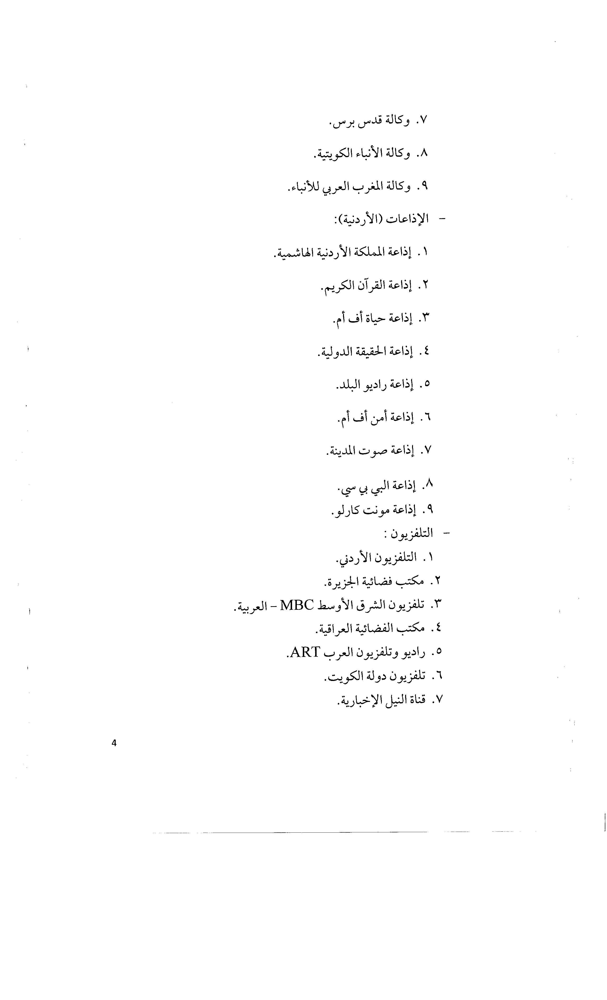 ٧. وكالة قدس برس.
٨. وكالة الأنباء الكويتية.
٩. وكالة المغرب العربي للأنباء.
- الإذاعات (الأردنية):
١. إذاعة المملكة الأردنية الهاشمية.
٢. إذاعة القرآن الكريم.
٣. إذاعة حياة أف أم.
٤. إذاعة الحقيقة الدولية.
٥. إذاعة راديو البلد.
٦. إذاعة أمن أف أم.
٧. إذاعة صوت المدينة.
٨. إذاعة البي بي سي.
٩. إذاعة مونت كارلو.
- التلفزيون :
١. التلفزيون الأردني.
٢. مكتب فضائية الجزيرة.
٣. تلفزيون الشرق الأوسط MBC – العربية.
٤. مكتب الفضائية العراقية.
٥. راديو وتلفزيون العرب ART.
٦. تلفزيون دولة الكويت.
٧. قناة النيل الإخبارية.
4